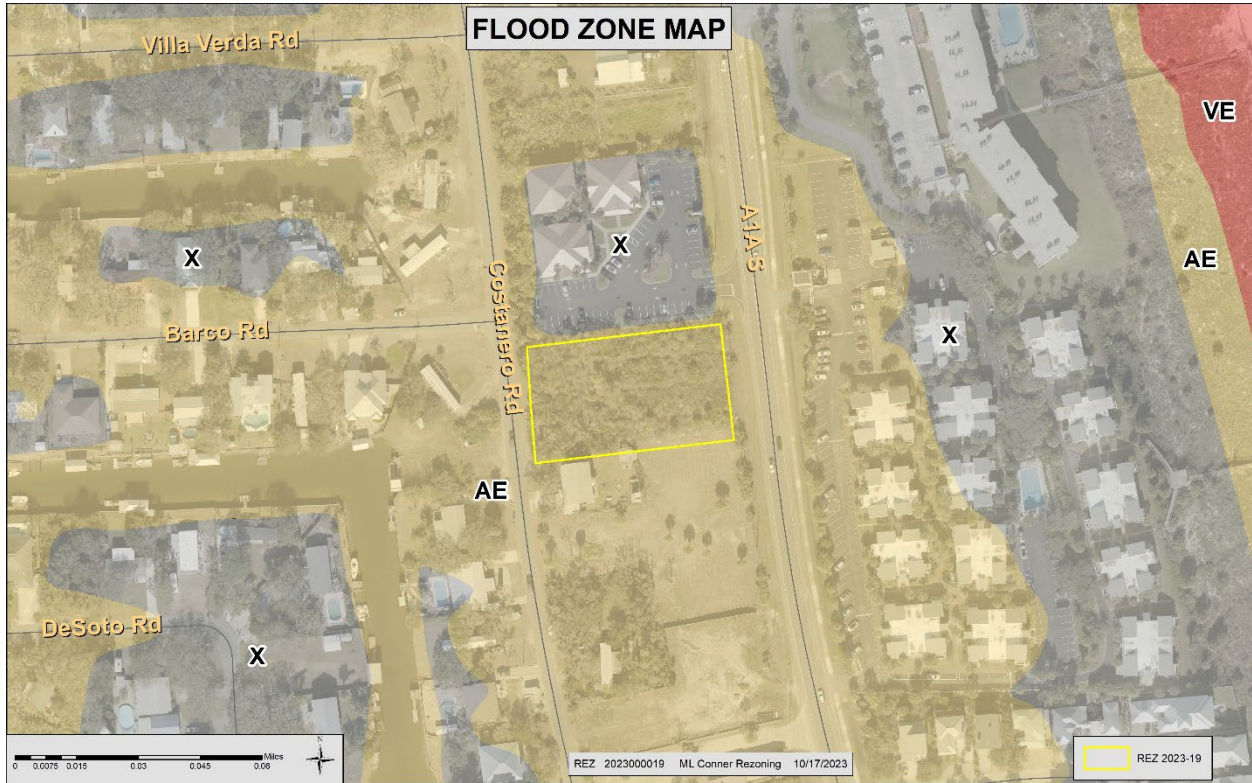 FLOOD ZONE MAP
Villa Verda Rd
VE
A1A S
X
X
Costanero Rd
AE
Barco Rd
X
AE
DeSoto Rd
X
Miles
0 0.0075 0.015 0.03 0.045 0.06
N
REZ 2023000019 ML Conner Rezoning 10/17/2023
REZ 2023-19